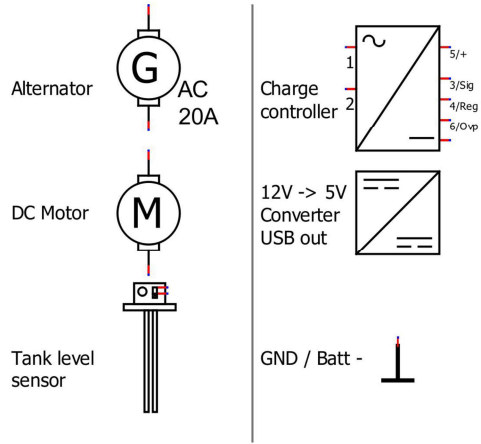 Alternator
G
AC
20A
DC Motor
M
Tank level
sensor
Charge
controller
1
2
5/+
3/Sig
4/Reg
6/Ovp
12V -> 5V
Converter
USB out
GND / Batt -